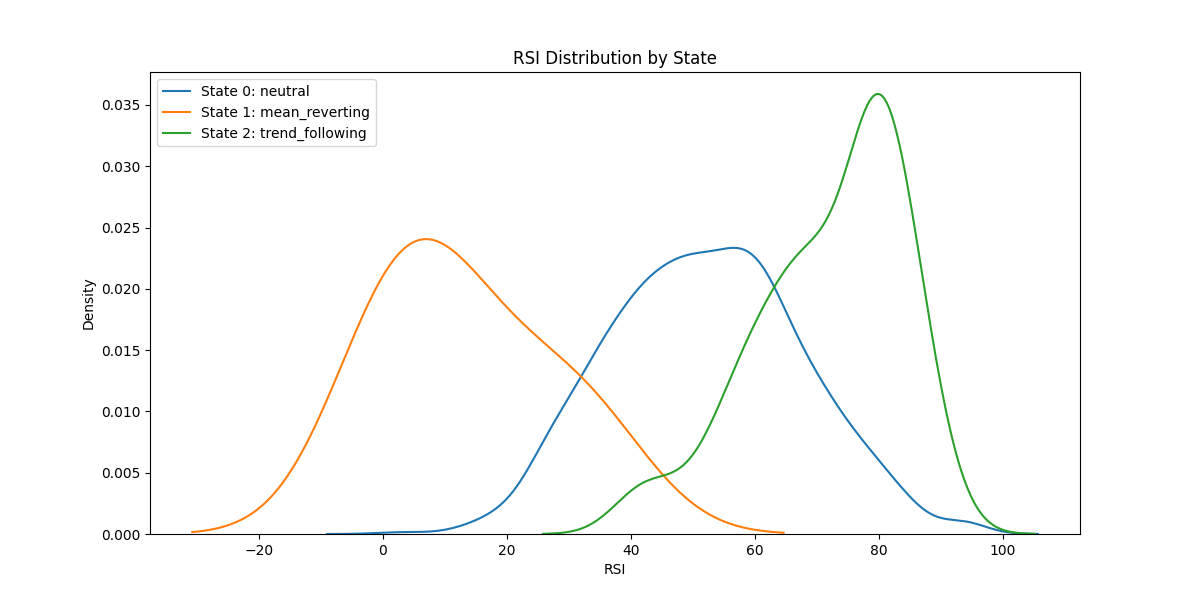 RSI Distribution by State
State 0: neutral
State 1: mean_reverting
State 2: trend_following
Density
0.035
0.030
0.025
0.020
0.015
0.010
0.005
0.000
−20 0 20 40 60 80 100
RSI